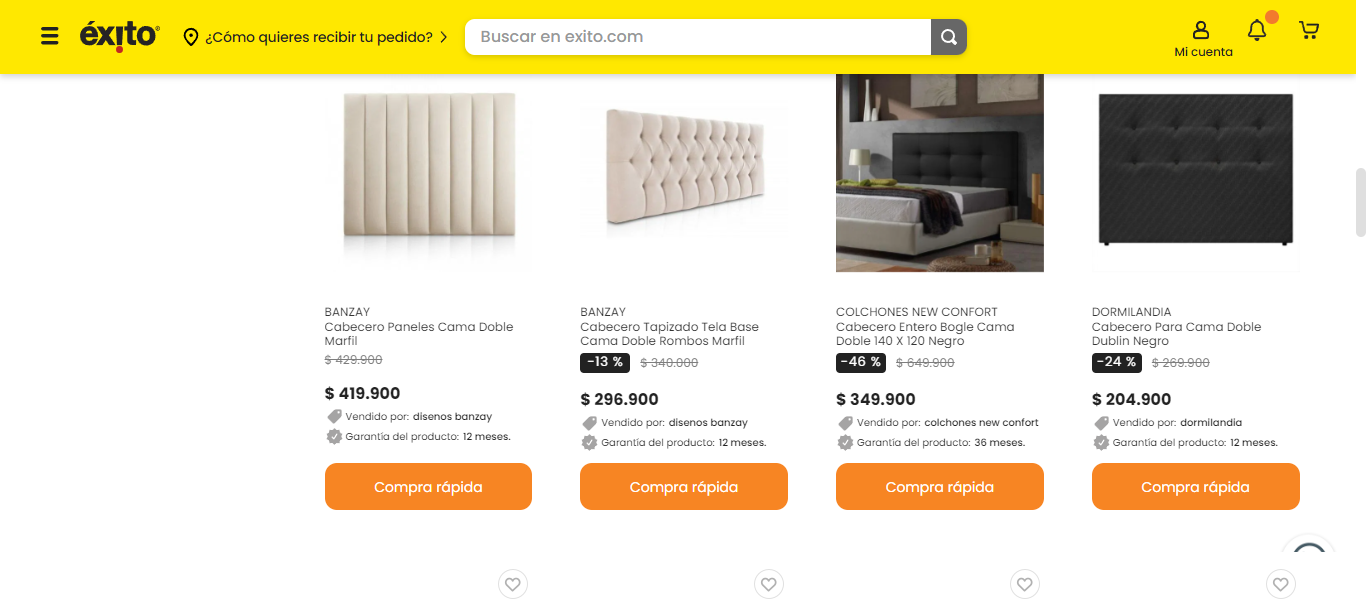 éxito
¿Cómo quieres recibir tu pedido?
Buscar en exito.com
Mi cuenta
BANZAY
Cabecero Paneles Cama Doble
Marfil
$ 429.900
$ 419.900
Vendido por: disenos banzay
Garantía del producto: 12 meses.
Compra rápida
BANZAY
Cabecero Tapizado Tela Base
Cama Doble Rombos Marfil
-13 % $ 340.000
$ 296.900
Vendido por: disenos banzay
Garantía del producto: 12 meses.
Compra rápida
COLCHONES NEW CONFORT
Cabecero Entero Bogle Cama
Doble 140 X 120 Negro
-46 % $ 649.900
$ 349.900
Vendido por: colchones new confort
Garantía del producto: 36 meses.
Compra rápida
DORMILANDIA
Cabecero Para Cama Doble
Dublin Negro
-24 % $ 269.900
$ 204.900
Vendido por: dormilandia
Garantía del producto: 12 meses.
Compra rápida